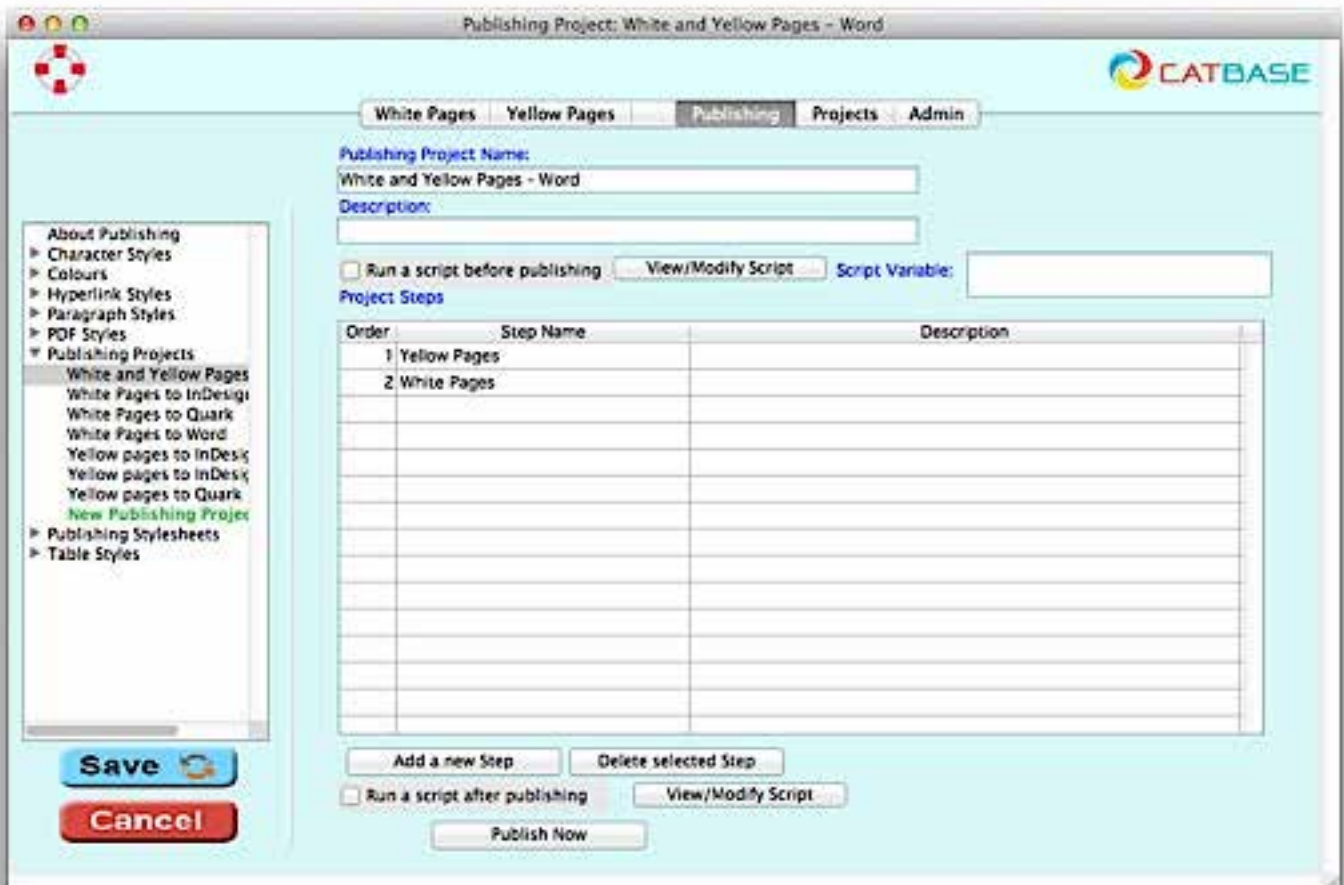 Publishing Project: White and Yellow Pages - Word
CATBASE
White Pages Yellow Pages Publishing Projects Admin
Publishing Project Name:
White and Yellow Pages - Word
Description:
Run a script before publishing View/Modify Script Script Variable:
Project Steps
Order Step Name Description
1 Yellow Pages
2 White Pages
About Publishing
Character Styles
Colours
Hyperlink Styles
Paragraph Styles
PDF Styles
Publishing Projects
White and Yellow Pages
White Pages to InDesig
White Pages to Quark
White Pages to Word
Yellow pages to InDesig
Yellow pages to InDesig
Yellow pages to Quark
New Publishing Projec
Publishing Stylesheets
Table Styles
Save
Cancel
Add a new Step Delete selected Step
Run a script after publishing View/Modify Script
Publish Now